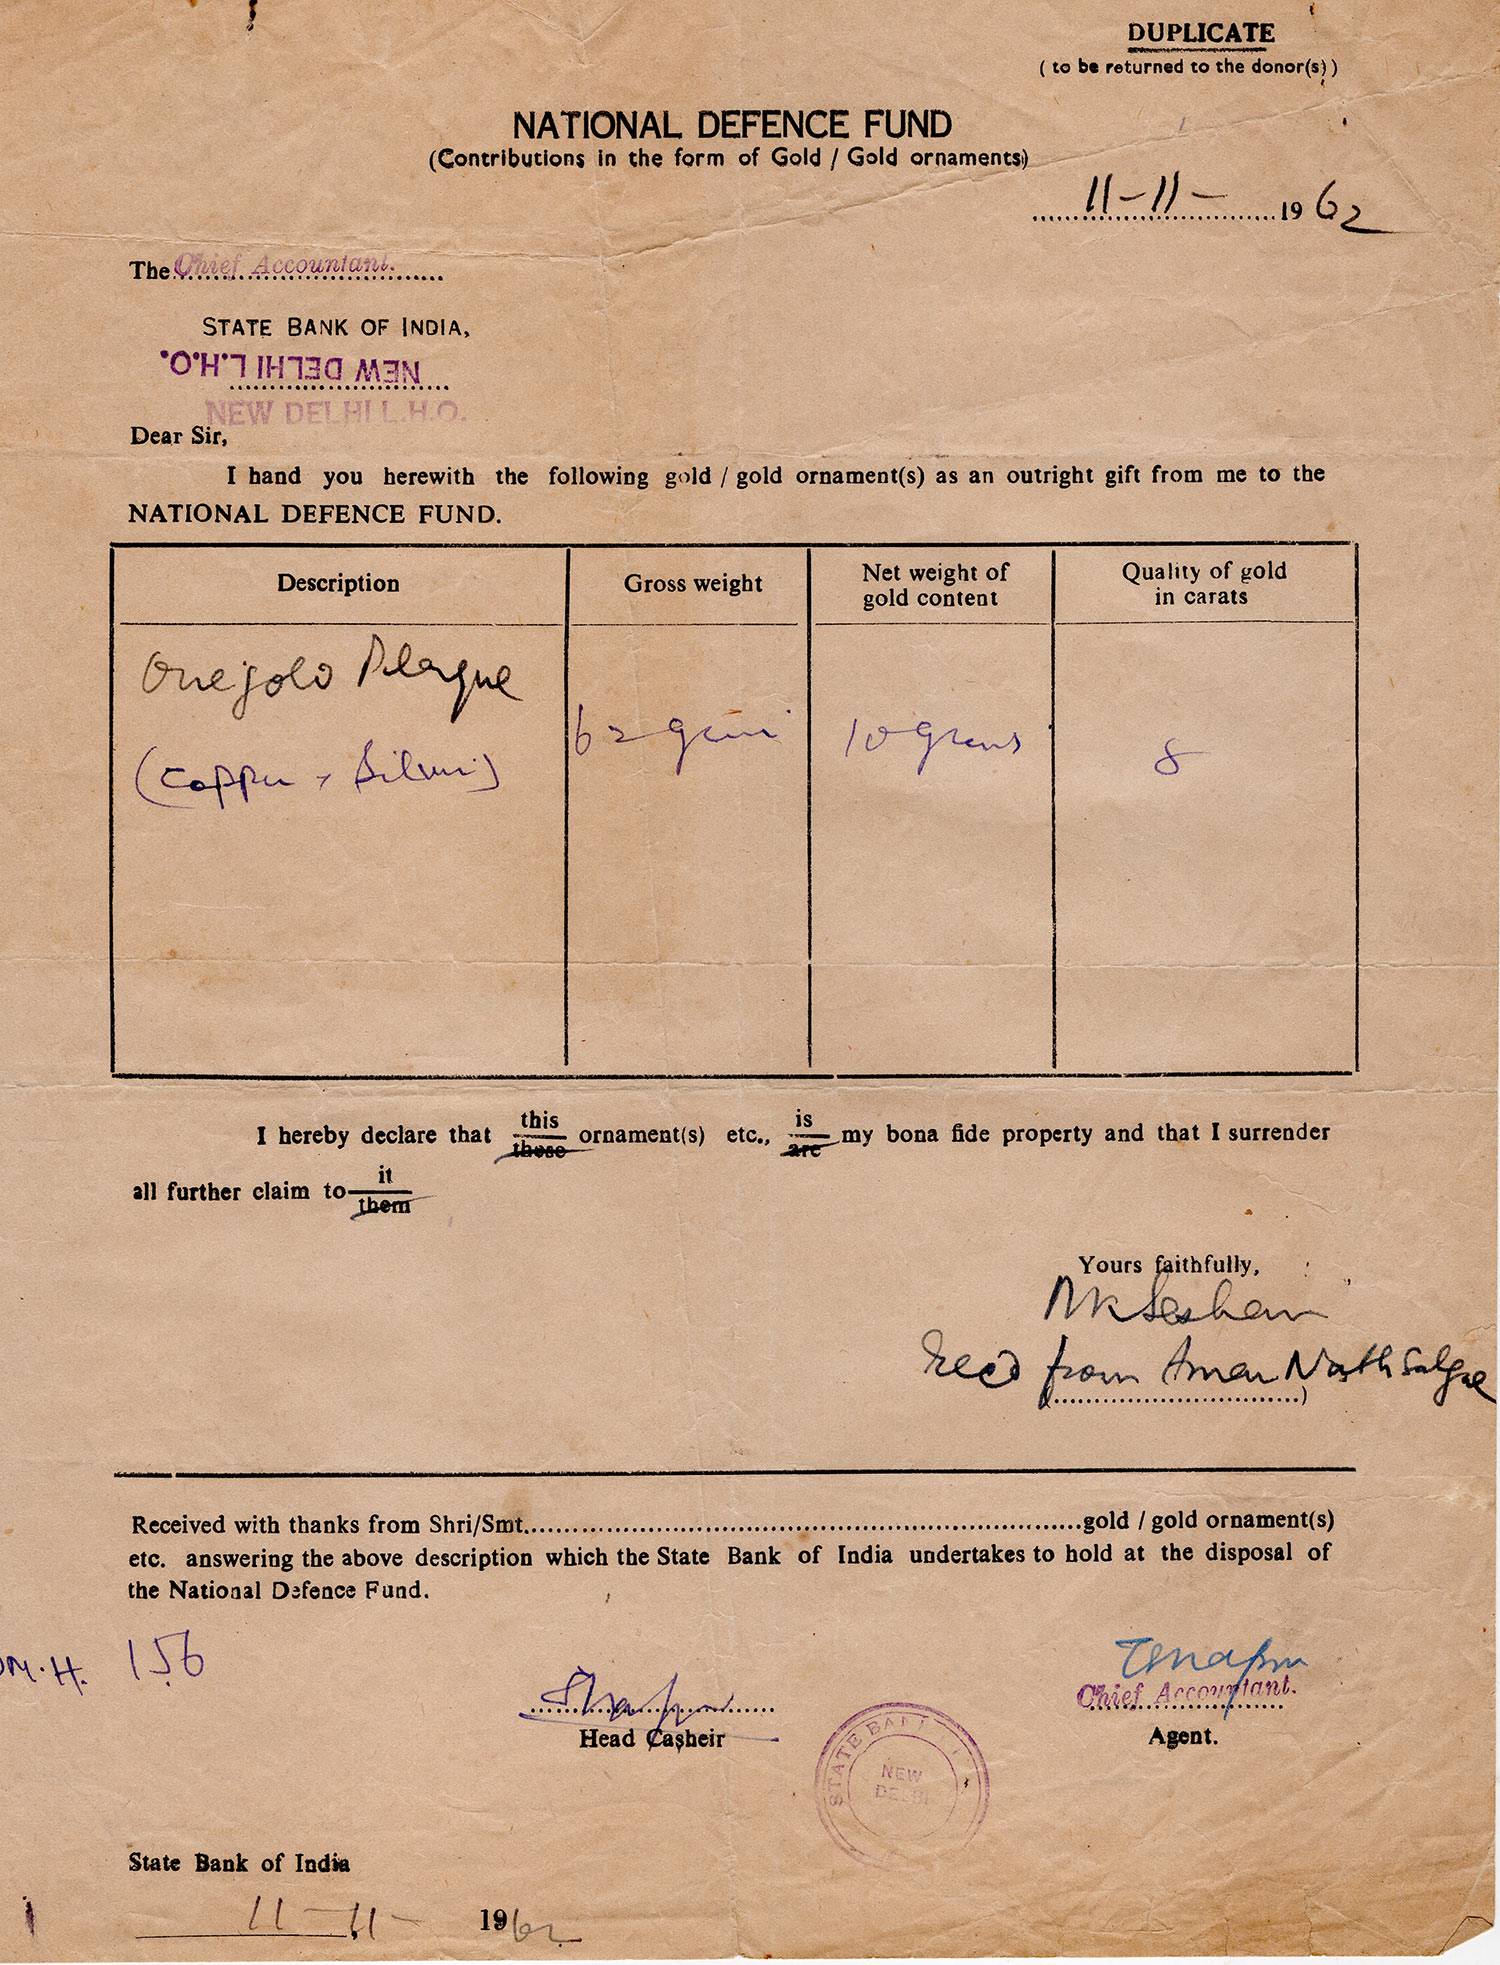 DUPLICATE
( to be returned to the donor(s) )
NATIONAL DEFENCE FUND
(Contributions in the form of Gold / Gold ornaments)
11-11- 1962
The Chief Accountant.
STATE BANK OF INDIA,
NEW DELHI L.H.O.
NEW DELHI L.H.O.
Dear Sir,
I hand you herewith the following gold / gold ornament(s) as an outright gift from me to the
NATIONAL DEFENCE FUND.
Description Gross weight Net weight of gold content Quality of gold in carats
One gold Plaque
62 10 grams 8
(Copper + Silver)
I hereby declare that this/these ornament(s) etc., is/are my bona fide property and that I surrender
all further claim to it/them
Yours faithfully,
Recd from Amar Nath Sehgal
Received with thanks from Shri/Smt. gold / gold ornament(s)
etc. answering the above description which the State Bank of India undertakes to hold at the disposal of
the National Defence Fund.
M.H. 156
Chief Accountant.
Head Casheir Agent.
STATE BANK
NEW
DELHI
State Bank of India
11-11- 1962